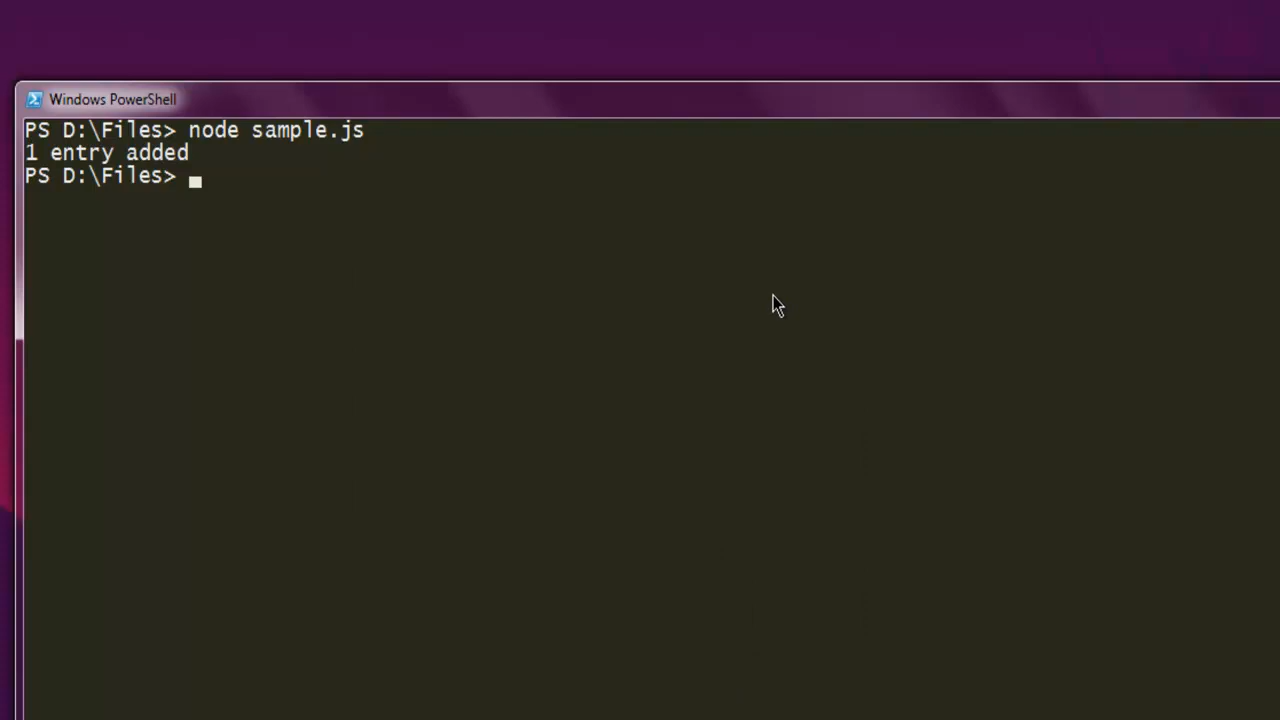 Windows PowerShell
PS D:\Files> node sample.js
1 entry added
PS D:\Files>